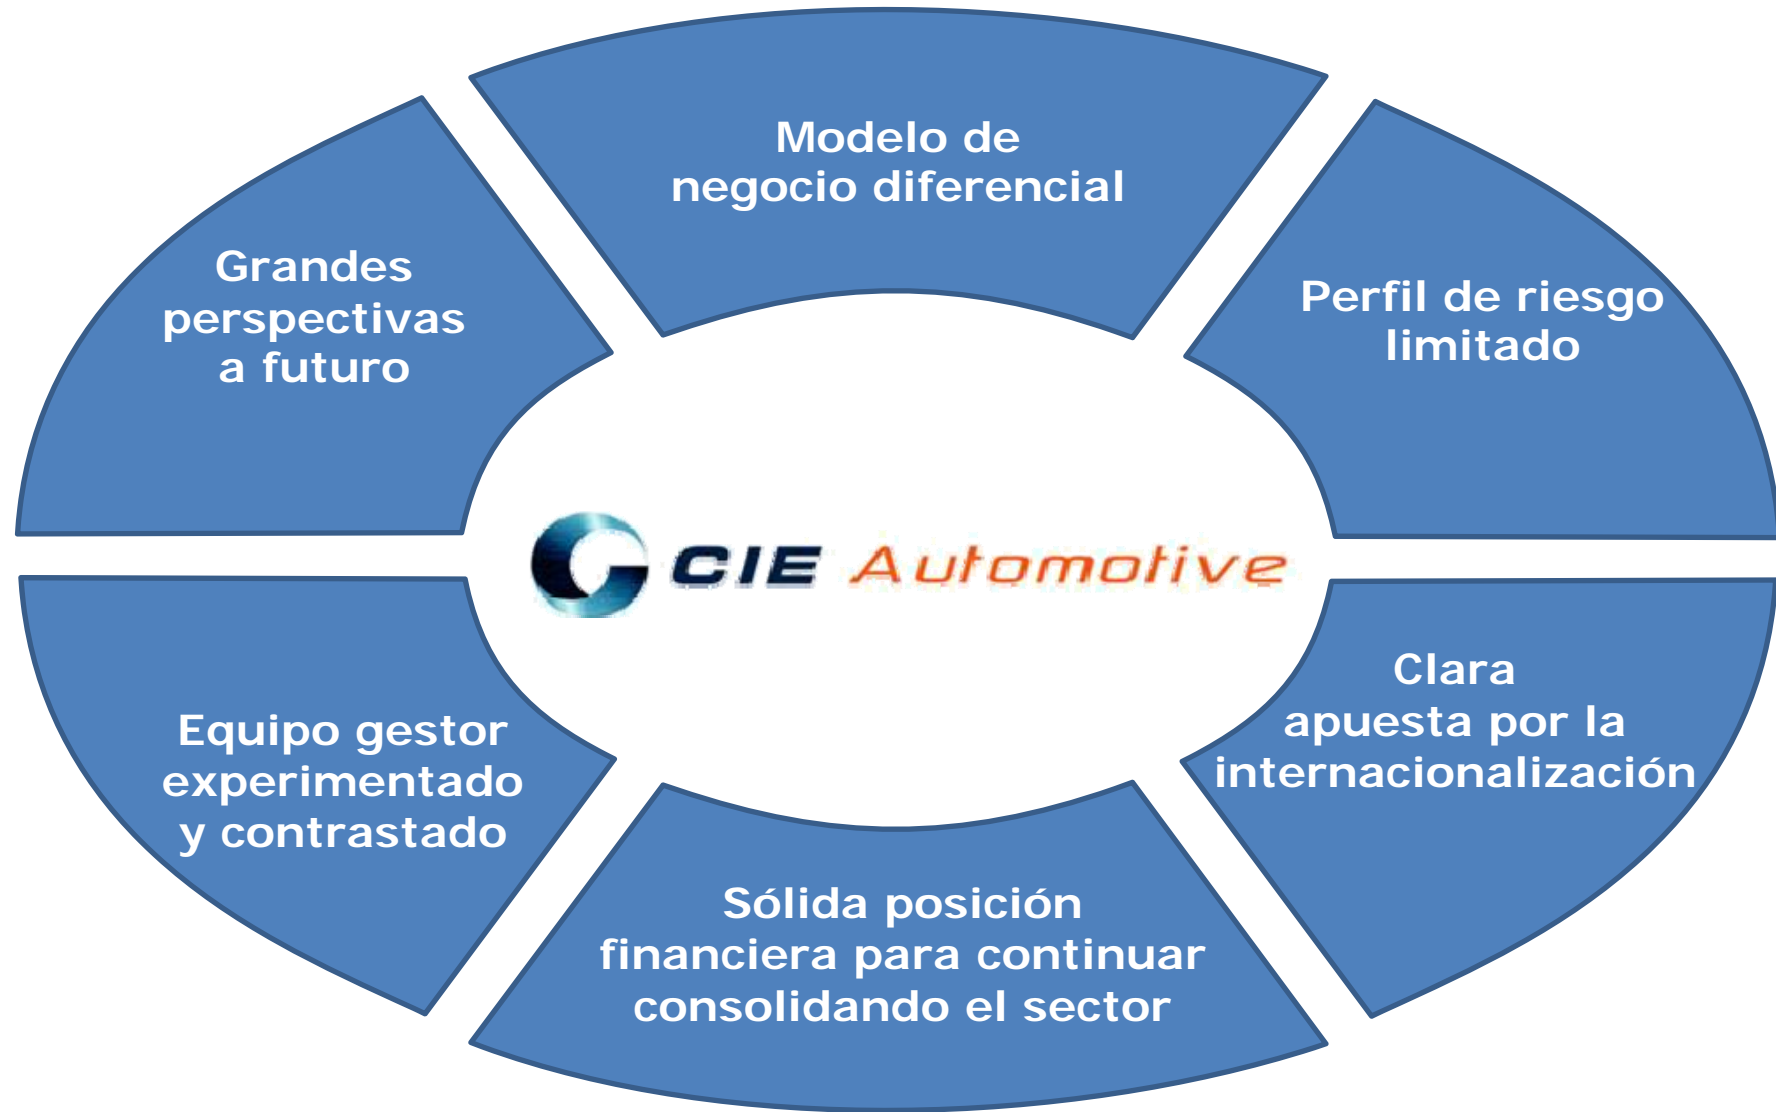 Modelo de
negocio diferencial
Grandes
perspectivas
a futuro
Perfil de riesgo
limitado
CIE Automotive
Clara
apuesta por la
internacionalización
Equipo gestor
experimentado
y contrastado
Sólida posición
financiera para continuar
consolidando el sector